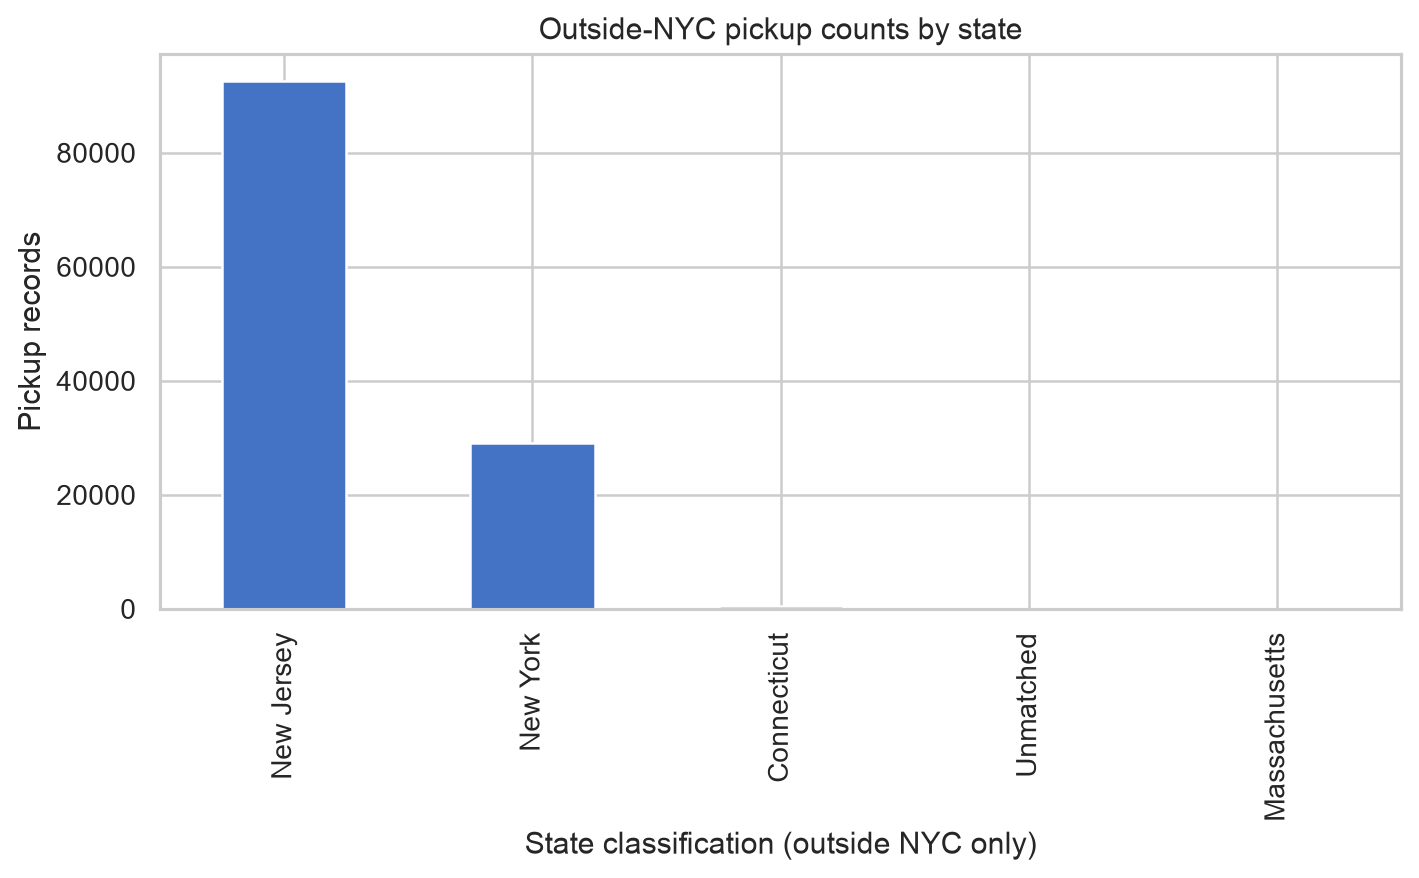 Outside-NYC pickup counts by state
Pickup records
80000
60000
40000
20000
0
New Jersey
New York
Connecticut
Unmatched
Massachusetts
State classification (outside NYC only)